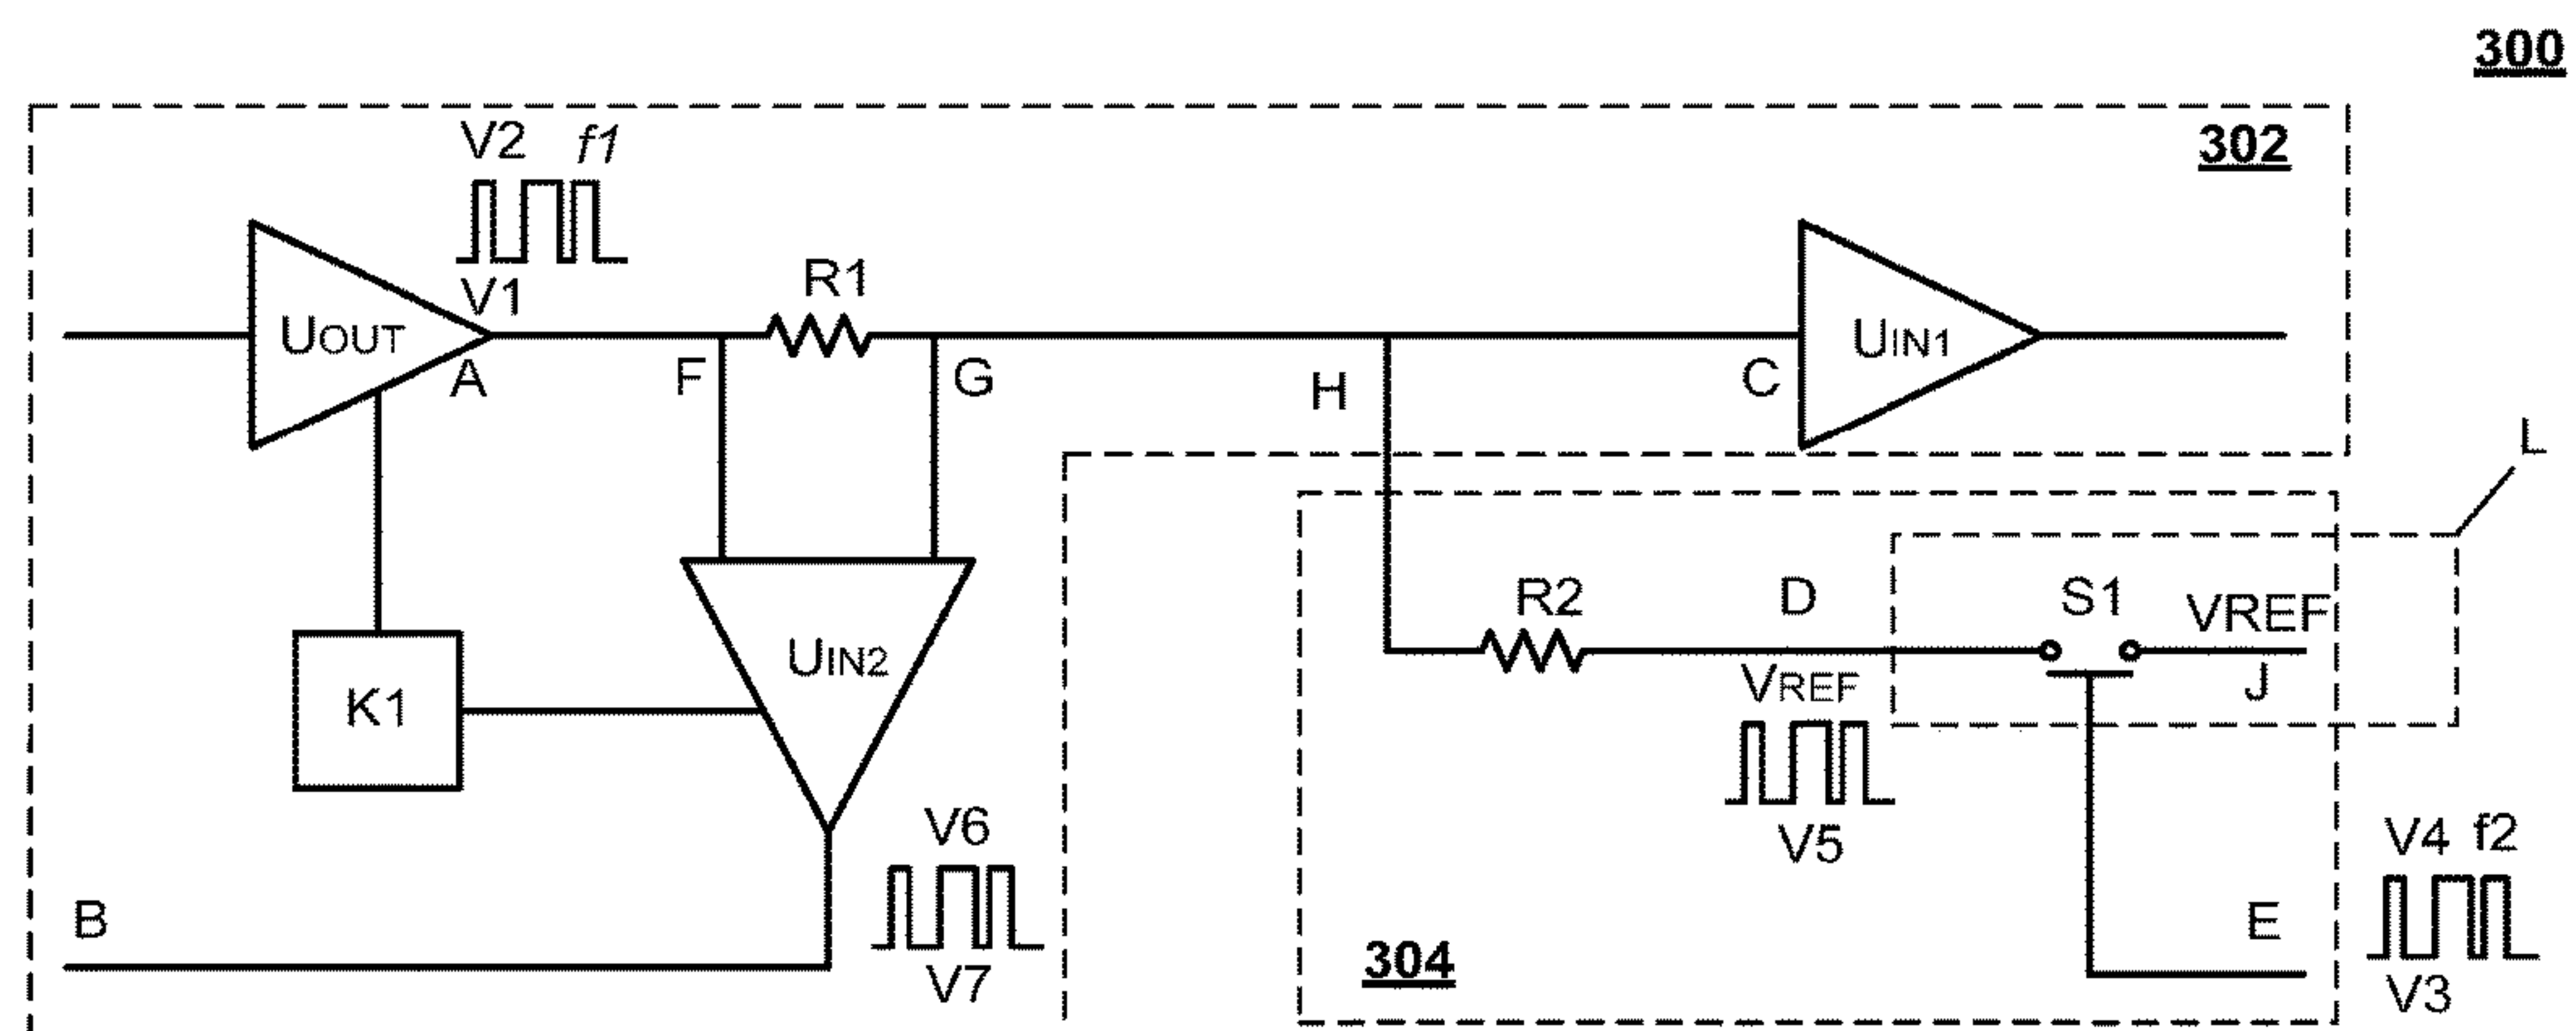 300
302
V2 f1
V1
R1
UOUT
A
F
G
H
C
UIN1
L
R2
D
S1
VREF
VREF
J
UIN2
K1
V5
V6
V7
V4 f2
V3
B
E
304